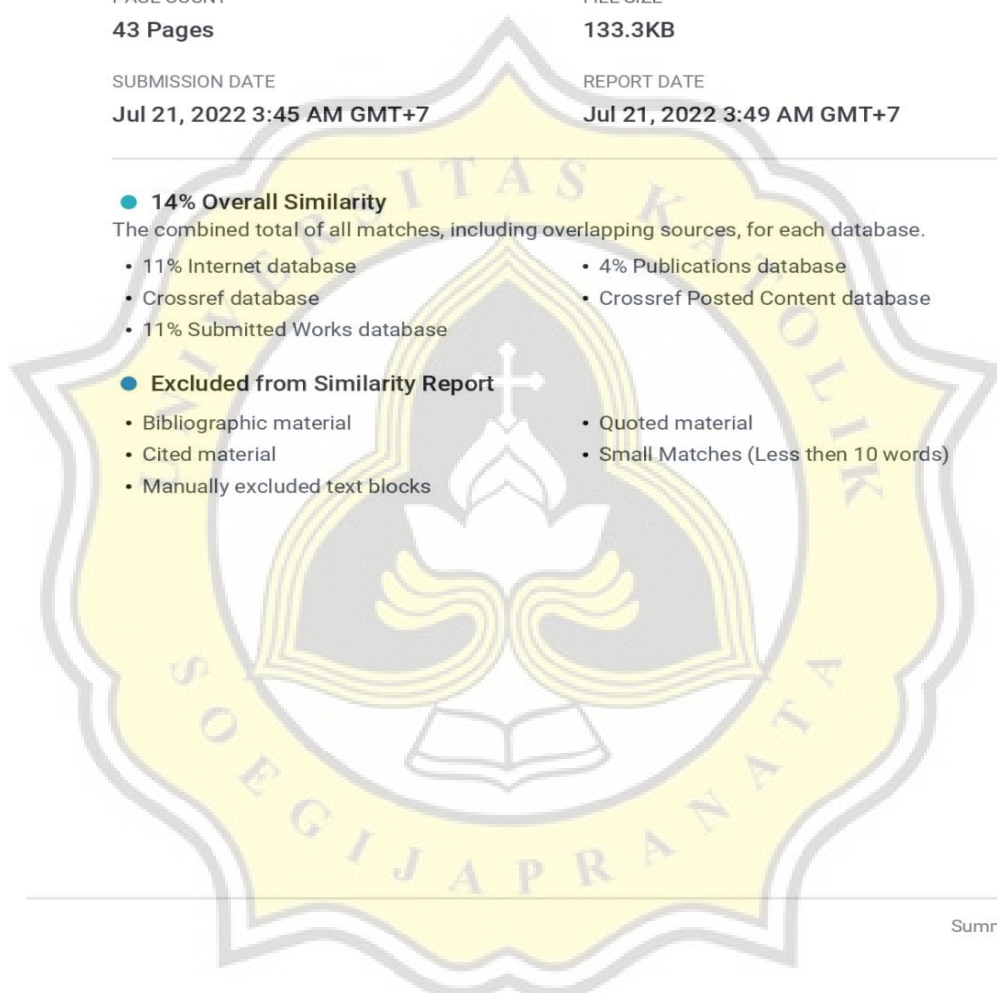 43 Pages
133.3KB
SUBMISSION DATE
REPORT DATE
Jul 21, 2022 3:45 AM GMT+7
Jul 21, 2022 3:49 AM GMT+7
14% Overall Similarity
The combined total of all matches, including overlapping sources, for each database.
• 11% Internet database
• 4% Publications database
• Crossref database
• Crossref Posted Content database
• 11% Submitted Works database
Excluded from Similarity Report
• Bibliographic material
• Quoted material
• Cited material
• Small Matches (Less then 10 words)
• Manually excluded text blocks
UNIVERSITAS KATOLIK
SOEGIJAPRANATA